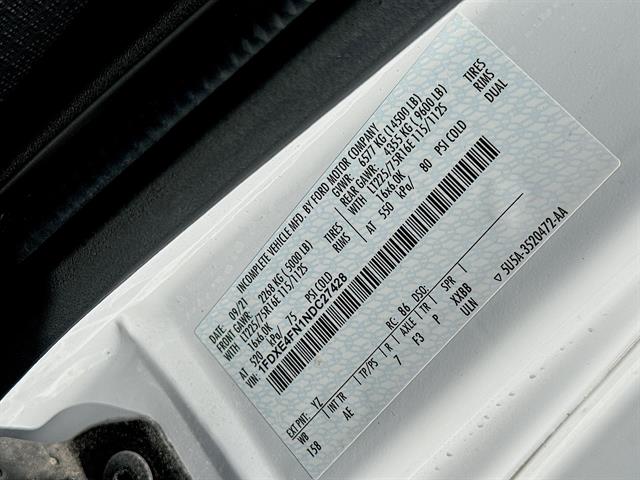 INCOMPLETE VEHICLE MFD. BY FORD MOTOR COMPANY
09/21 GVWR: 6577 KG (14500 LB)
FRONT GAWR: 2268 KG (5000 LB) REAR GAWR: 4355 KG (9600 LB)
WITH LT225/75R16E 115/112S TIRES WITH LT225/75R16E 115/112S TIRES
16x6.0K RIMS 16x6.0K RIMS
AT 520 kPa/ 75 PSI COLD AT 550 kPa/ 80 PSI COLD DUAL
VIN: 1FDXE4FN1NDC27428
EXT PNT: YZ RC: 86 DSO:
WB INT TR TP/PS R AXLE TR SPR
158 AE 7 F3 P XXBB
ULN
5U5A-3520472-AA